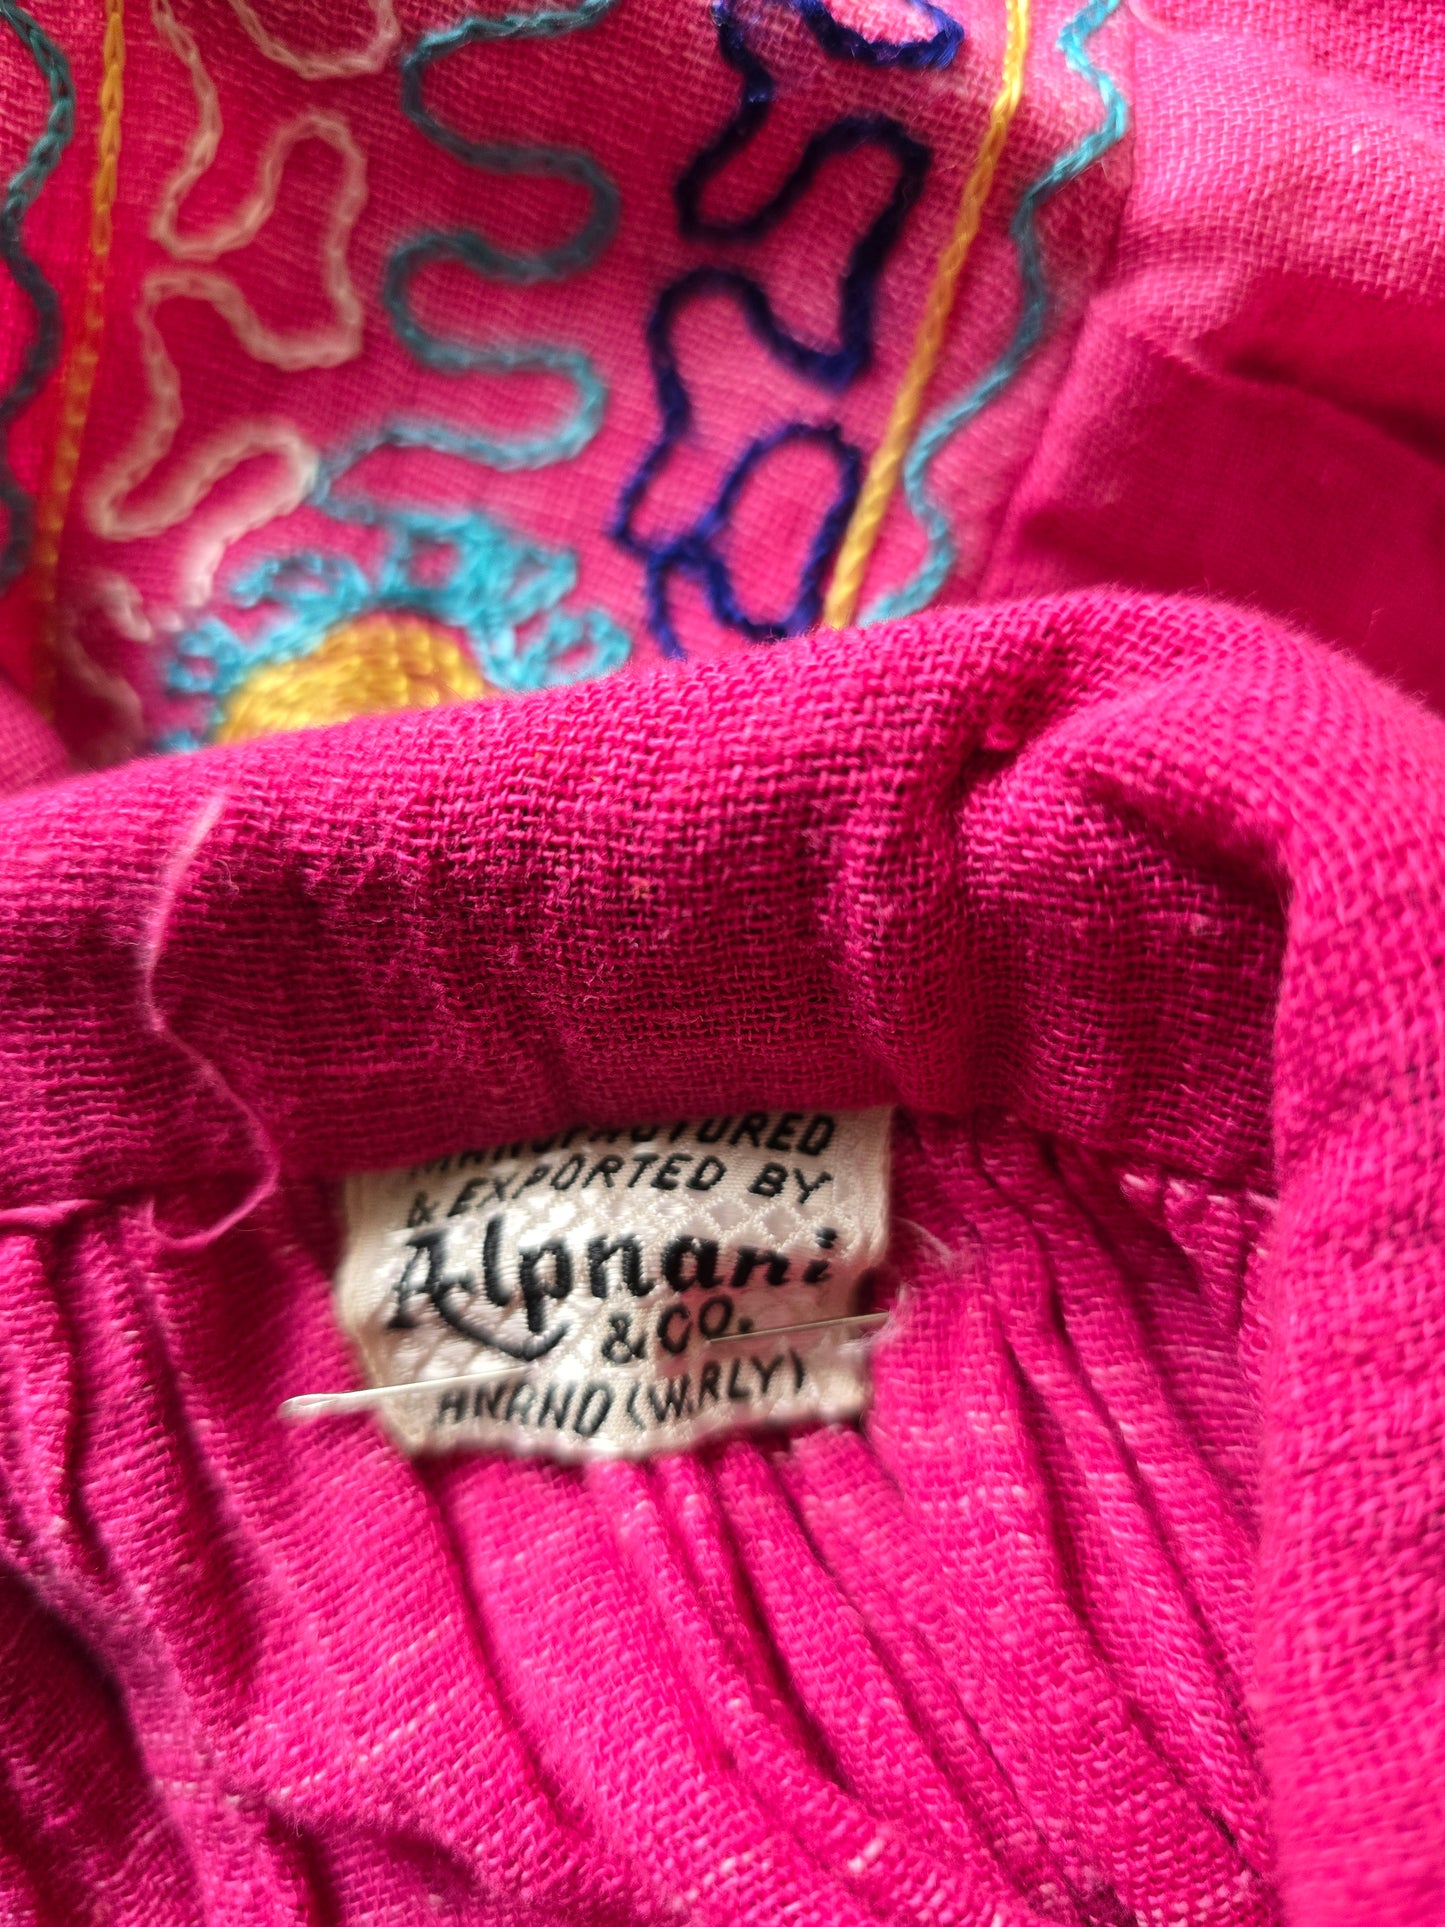 MANUFACTURED
& EXPORTED BY
Alpnani
& CO.
ANAND (W.RLY)